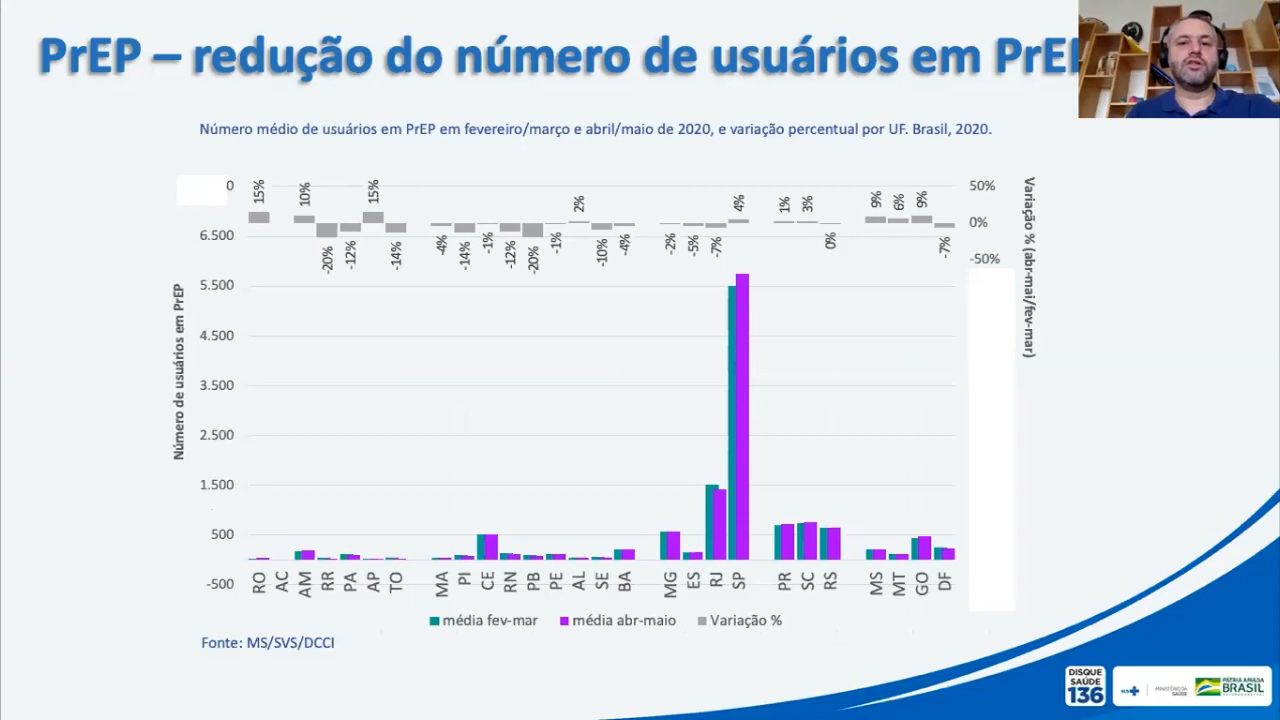 PrEP – redução do número de usuários em PrEP
Número médio de usuários em PrEP em fevereiro/março e abril/maio de 2020, e variação percentual por UF. Brasil, 2020.
0
6.500
5.500
4.500
3.500
2.500
1.500
500
-500
Número de usuários em PrEP
15%
10%
-20%
-12%
15%
-14%
-4%
-14%
-1%
-12%
-20%
-1%
2%
-10%
-4%
-2%
-5%
-7%
4%
1%
3%
0%
9%
6%
9%
-7%
50%
0%
-50%
Variação % (abr-mai/fev-mar)
RO AC AM RR PA AP TO MA PI CE RN PB PE AL SE BA MG ES RJ SP PR SC RS MS MT GO DF
média fev-mar média abr-maio Variação %
Fonte: MS/SVS/DCCI
DISQUE
SAÚDE
136
SUS
MINISTÉRIO DA
SAÚDE
PÁTRIA AMADA
BRASIL